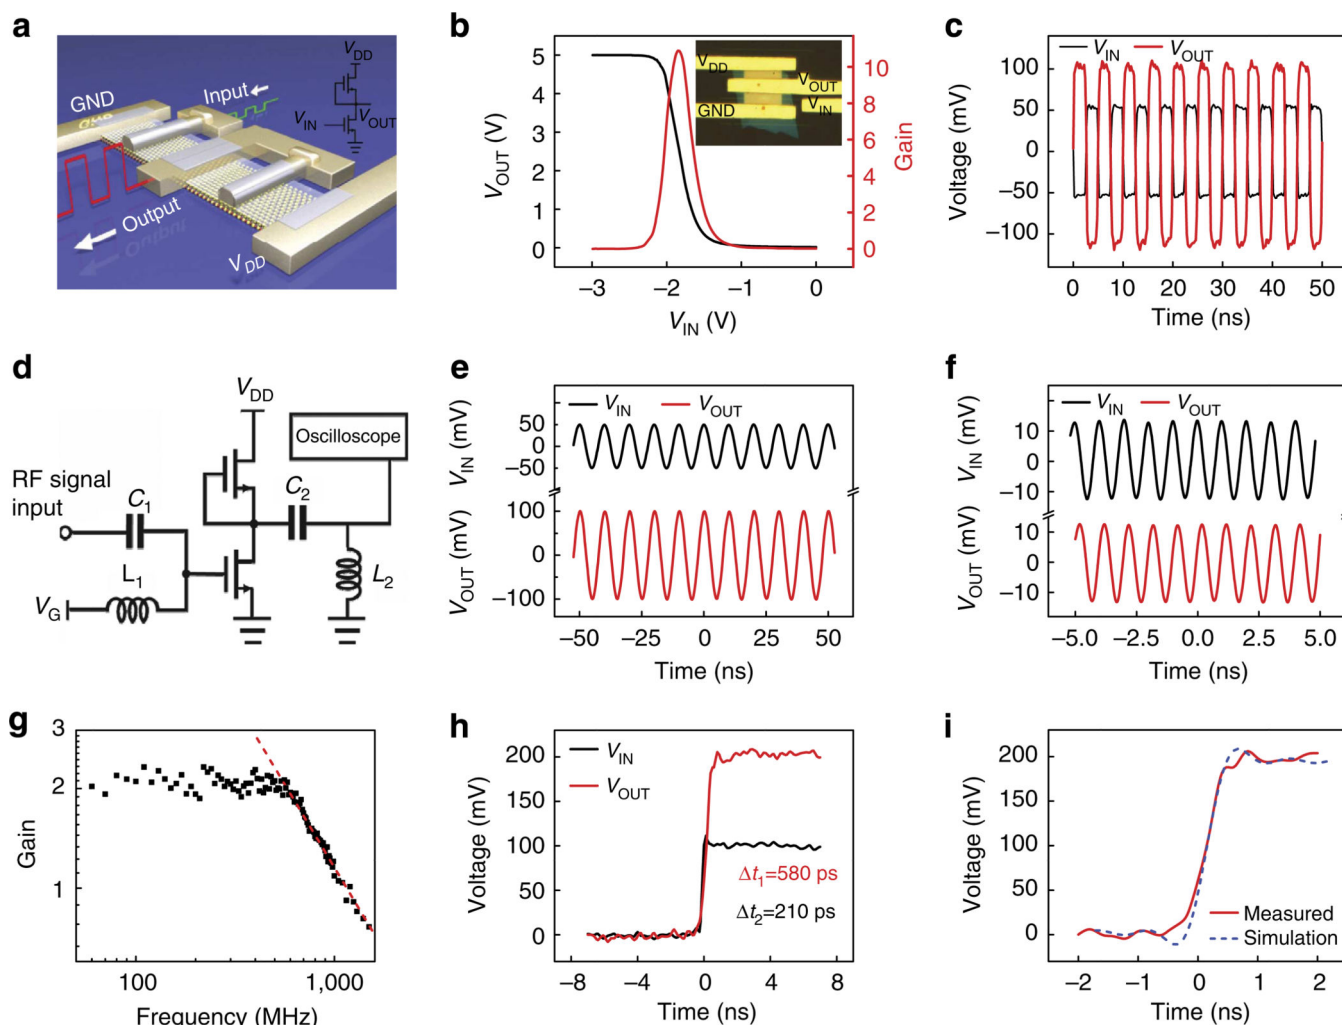 a
V_DD
Input
GND
V_IN
V_OUT
Output
V_DD
b
V_OUT (V)
5
4
3
2
1
0
V_DD
V_OUT
GND
V_IN
10
8
6
4
2
0
Gain
−3
−2
−1
0
V_IN (V)
c
V_IN
V_OUT
Voltage (mV)
100
50
0
−50
−100
0
10
20
30
40
50
Time (ns)
d
V_DD
Oscilloscope
RF signal
input
C_1
C_2
L_1
L_2
V_G
e
V_IN
V_OUT
V_IN (mV)
50
0
−50
V_OUT (mV)
100
0
−100
−50
−25
0
25
50
Time (ns)
f
V_IN
V_OUT
V_IN (mV)
10
0
−10
V_OUT (mV)
10
0
−10
−5.0
−2.5
0.0
2.5
5.0
Time (ns)
g
Gain
3
2
1
100
1,000
Frequency (MHz)
h
V_IN
V_OUT
Voltage (mV)
200
150
100
50
0
Δt_1=580 ps
Δt_2=210 ps
−8
−4
0
4
8
Time (ns)
i
Voltage (mV)
200
150
100
50
0
Measured
Simulation
−2
−1
0
1
2
Time (ns)